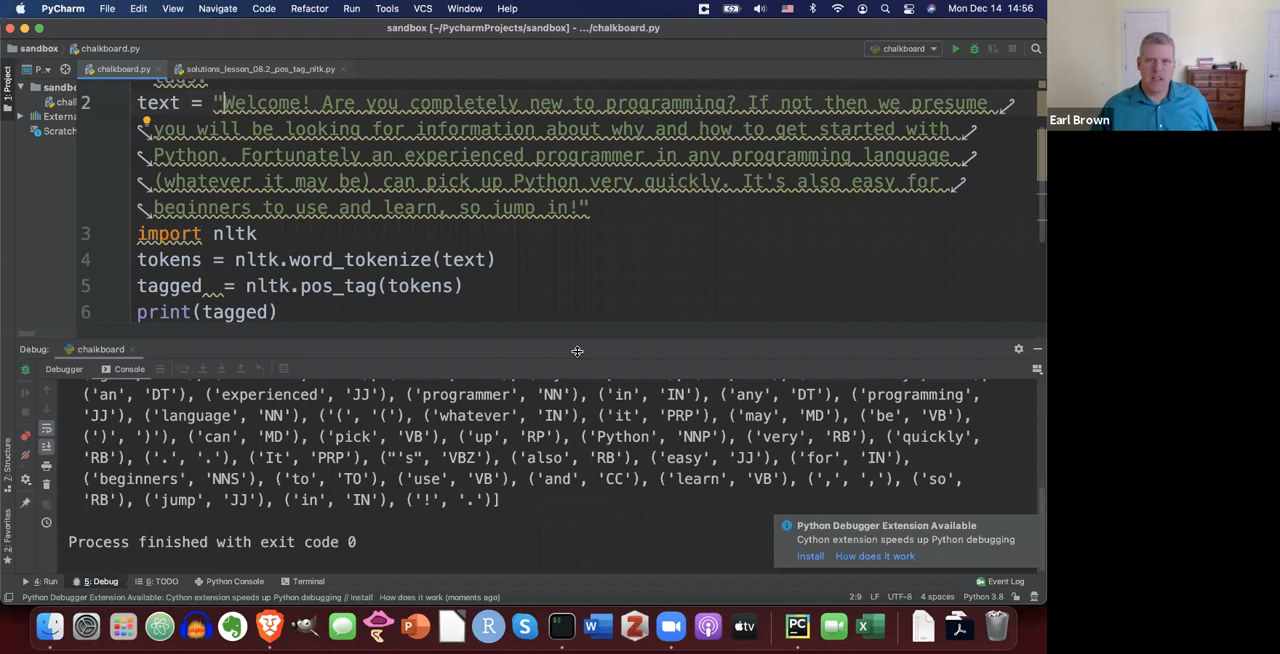 PyCharm File Edit View Navigate Code Refactor Run Tools VCS Window Help Mon Dec 14 14:56
sandbox [~/PycharmProjects/sandbox] - .../chalkboard.py
sandbox chalkboard.py chalkboard
1: Project P.. chalkboard.py solutions_lesson_08.2_pos_tag_nltk.py
sandbo
chall
Externa
Scratch
tags.
2 text = "Welcome! Are you completely new to programming? If not then we presume
you will be looking for information about why and how to get started with
Python. Fortunately an experienced programmer in any programming language
(whatever it may be) can pick up Python very quickly. It's also easy for
beginners to use and learn, so jump in!"
3 import nltk
4 tokens = nltk.word_tokenize(text)
5 tagged = nltk.pos_tag(tokens)
6 print(tagged)
Earl Brown
Debug: chalkboard
Debugger Console
('an', 'DT'), ('experienced', 'JJ'), ('programmer', 'NN'), ('in', 'IN'), ('any', 'DT'), ('programming',
'JJ'), ('language', 'NN'), ('(', '('), ('whatever', 'IN'), ('it', 'PRP'), ('may', 'MD'), ('be', 'VB'),
(')', ')'), ('can', 'MD'), ('pick', 'VB'), ('up', 'RP'), ('Python', 'NNP'), ('very', 'RB'), ('quickly',
'RB'), ('.', '.'), ('It', 'PRP'), ("'s", 'VBZ'), ('also', 'RB'), ('easy', 'JJ'), ('for', 'IN'),
('beginners', 'NNS'), ('to', 'TO'), ('use', 'VB'), ('and', 'CC'), ('learn', 'VB'), (',', ','), ('so',
'RB'), ('jump', 'JJ'), ('in', 'IN'), ('!', '.')]
Process finished with exit code 0
Python Debugger Extension Available
Cython extension speeds up Python debugging
Install How does it work
7: Structure
2: Favorites
4: Run 5: Debug 6: TODO Python Console Terminal Event Log
Python Debugger Extension Available: Cython extension speeds up Python debugging // Install How does it work (moments ago) 2:9 LF UTF-8 4 spaces Python 3.8